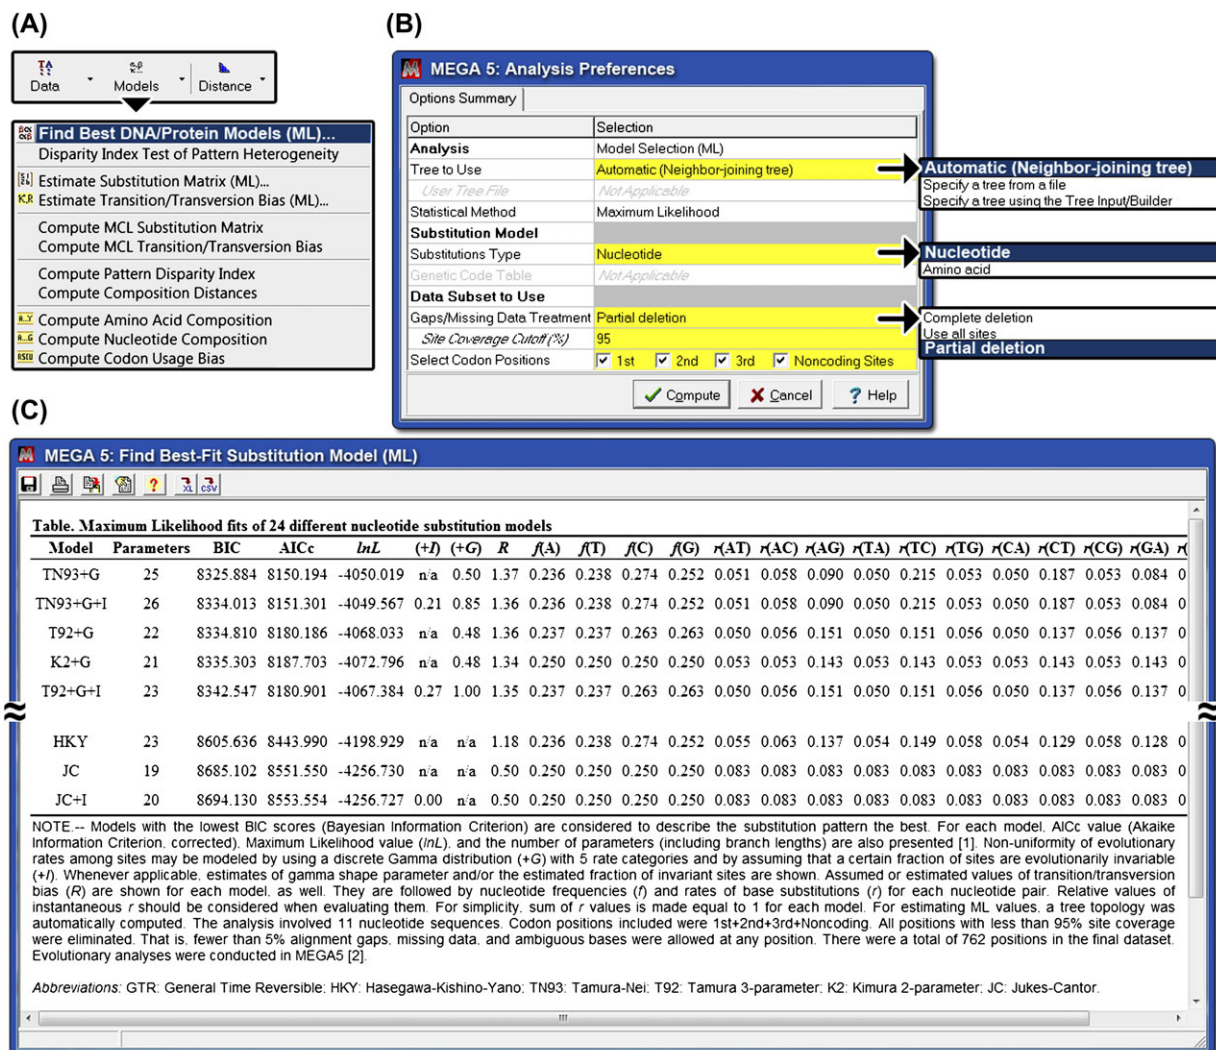 (A)
Data
Models
Distance
Find Best DNA/Protein Models (ML)...
Disparity Index Test of Pattern Heterogeneity
Estimate Substitution Matrix (ML)...
Estimate Transition/Transversion Bias (ML)...
Compute MCL Substitution Matrix
Compute MCL Transition/Transversion Bias
Compute Pattern Disparity Index
Compute Composition Distances
Compute Amino Acid Composition
Compute Nucleotide Composition
Compute Codon Usage Bias
(B)
MEGA 5: Analysis Preferences
Options Summary
Option Selection
Analysis Model Selection (ML)
Tree to Use Automatic (Neighbor-joining tree)
User Tree File Not Applicable
Statistical Method Maximum Likelihood
Substitution Model
Substitutions Type Nucleotide
Genetic Code Table Not Applicable
Data Subset to Use
Gaps/Missing Data Treatment Partial deletion
Site Coverage Cutoff (%) 95
Select Codon Positions 1st 2nd 3rd Noncoding Sites
Compute Cancel ? Help
Automatic (Neighbor-joining tree)
Specify a tree from a file
Specify a tree using the Tree Input/Builder
Nucleotide
Amino acid
Complete deletion
Use all sites
Partial deletion
(C)
MEGA 5: Find Best-Fit Substitution Model (ML)
Table. Maximum Likelihood fits of 24 different nucleotide substitution models
Model Parameters BIC AICc lnL (+I) (+G) R f(A) f(T) f(C) f(G) r(AT) r(AC) r(AG) r(TA) r(TC) r(TG) r(CA) r(CT) r(CG) r(GA) r(
TN93+G 25 8325.884 8150.194 -4050.019 n/a 0.50 1.37 0.236 0.238 0.274 0.252 0.051 0.058 0.090 0.050 0.215 0.053 0.050 0.187 0.053 0.084 0
TN93+G+I 26 8334.013 8151.301 -4049.567 0.21 0.85 1.36 0.236 0.238 0.274 0.252 0.051 0.058 0.090 0.050 0.215 0.053 0.050 0.187 0.053 0.084 0
T92+G 22 8334.810 8180.186 -4068.033 n/a 0.48 1.36 0.237 0.237 0.263 0.263 0.050 0.056 0.151 0.050 0.151 0.056 0.050 0.137 0.056 0.137 0
K2+G 21 8335.303 8187.703 -4072.796 n/a 0.48 1.34 0.250 0.250 0.250 0.250 0.053 0.053 0.143 0.053 0.143 0.053 0.053 0.143 0.053 0.143 0
T92+G+I 23 8342.547 8180.901 -4067.384 0.27 1.00 1.35 0.237 0.237 0.263 0.263 0.050 0.056 0.151 0.050 0.151 0.056 0.050 0.137 0.056 0.137 0
HKY 23 8605.636 8443.990 -4198.929 n/a n/a 1.18 0.236 0.238 0.274 0.252 0.055 0.063 0.137 0.054 0.149 0.058 0.054 0.129 0.058 0.128 0
JC 19 8685.102 8551.550 -4256.730 n/a n/a 0.50 0.250 0.250 0.250 0.250 0.083 0.083 0.083 0.083 0.083 0.083 0.083 0.083 0.083 0.083 0
JC+I 20 8694.130 8553.554 -4256.727 0.00 n/a 0.50 0.250 0.250 0.250 0.250 0.083 0.083 0.083 0.083 0.083 0.083 0.083 0.083 0.083 0.083 0
NOTE.-- Models with the lowest BIC scores (Bayesian Information Criterion) are considered to describe the substitution pattern the best. For each model, AICc value (Akaike
Information Criterion, corrected), Maximum Likelihood value (lnL), and the number of parameters (including branch lengths) are also presented [1]. Non-uniformity of evolutionary
rates among sites may be modeled by using a discrete Gamma distribution (+G) with 5 rate categories and by assuming that a certain fraction of sites are evolutionarily invariable
(+I). Whenever applicable, estimates of gamma shape parameter and/or the estimated fraction of invariant sites are shown. Assumed or estimated values of transition/transversion
bias (R) are shown for each model, as well. They are followed by nucleotide frequencies (f) and rates of base substitutions (r) for each nucleotide pair. Relative values of
instantaneous r should be considered when evaluating them. For simplicity, sum of r values is made equal to 1 for each model. For estimating ML values, a tree topology was
automatically computed. The analysis involved 11 nucleotide sequences. Codon positions included were 1st+2nd+3rd+Noncoding. All positions with less than 95% site coverage
were eliminated. That is, fewer than 5% alignment gaps, missing data, and ambiguous bases were allowed at any position. There were a total of 762 positions in the final dataset.
Evolutionary analyses were conducted in MEGA5 [2].
Abbreviations: GTR: General Time Reversible; HKY: Hasegawa-Kishino-Yano; TN93: Tamura-Nei; T92: Tamura 3-parameter; K2: Kimura 2-parameter; JC: Jukes-Cantor.